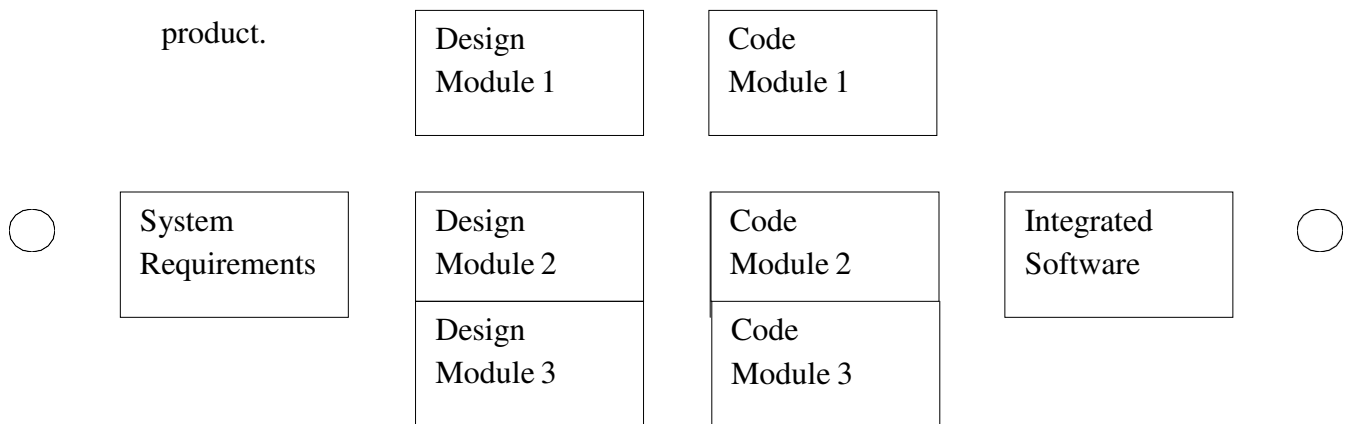 product.
Design
Module 1
Code
Module 1
System
Requirements
Design
Module 2
Code
Module 2
Integrated
Software
Design
Module 3
Code
Module 3